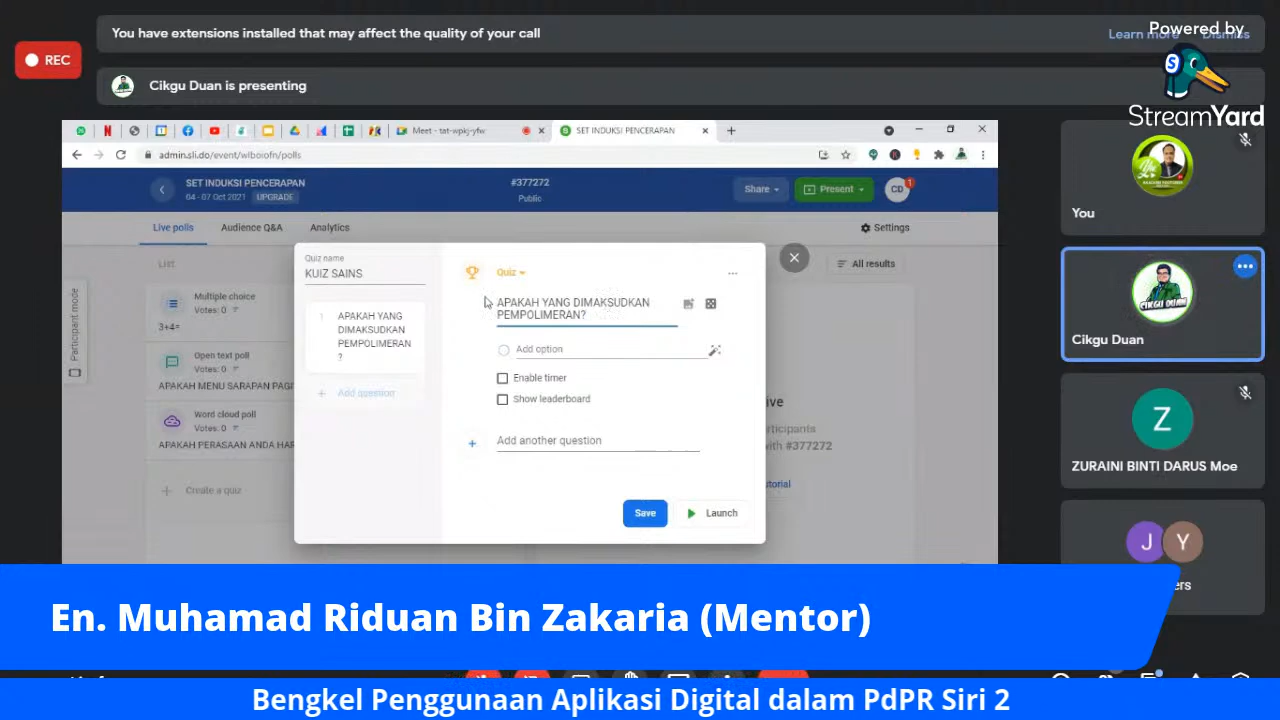 You have extensions installed that may affect the quality of your call
Learn more
Dismiss
Powered by
StreamYard
REC
Cikgu Duan is presenting
Meet - tat-wpkj-yfw
SET INDUKSI PENCERAPAN
admin.sli.do/event/wlboiofn/polls
SET INDUKSI PENCERAPAN
04 - 07 Oct 2021 UPGRADE
#377272
Public
Share
Present
CD
1
Live polls
Audience Q&A
Analytics
Settings
List
All results
Participant mode
Multiple choice
Votes: 0
3+4=
Open text poll
Votes: 0
APAKAH MENU SARAPAN PAGI
Word cloud poll
Votes: 0
APAKAH PERASAAN ANDA HAR
Create a quiz
Quiz name
KUIZ SAINS
1
APAKAH YANG
DIMAKSUDKAN
PEMPOLIMERAN
?
Add question
Quiz
APAKAH YANG DIMAKSUDKAN
PEMPOLIMERAN?
Add option
Enable timer
Show leaderboard
Add another question
Save
Launch
ive
rticipants
with #377272
utorial
You
Cikgu Duan
Z
ZURAINI BINTI DARUS Moe
J
Y
ers
En. Muhamad Riduan Bin Zakaria (Mentor)
Bengkel Penggunaan Aplikasi Digital dalam PdPR Siri 2